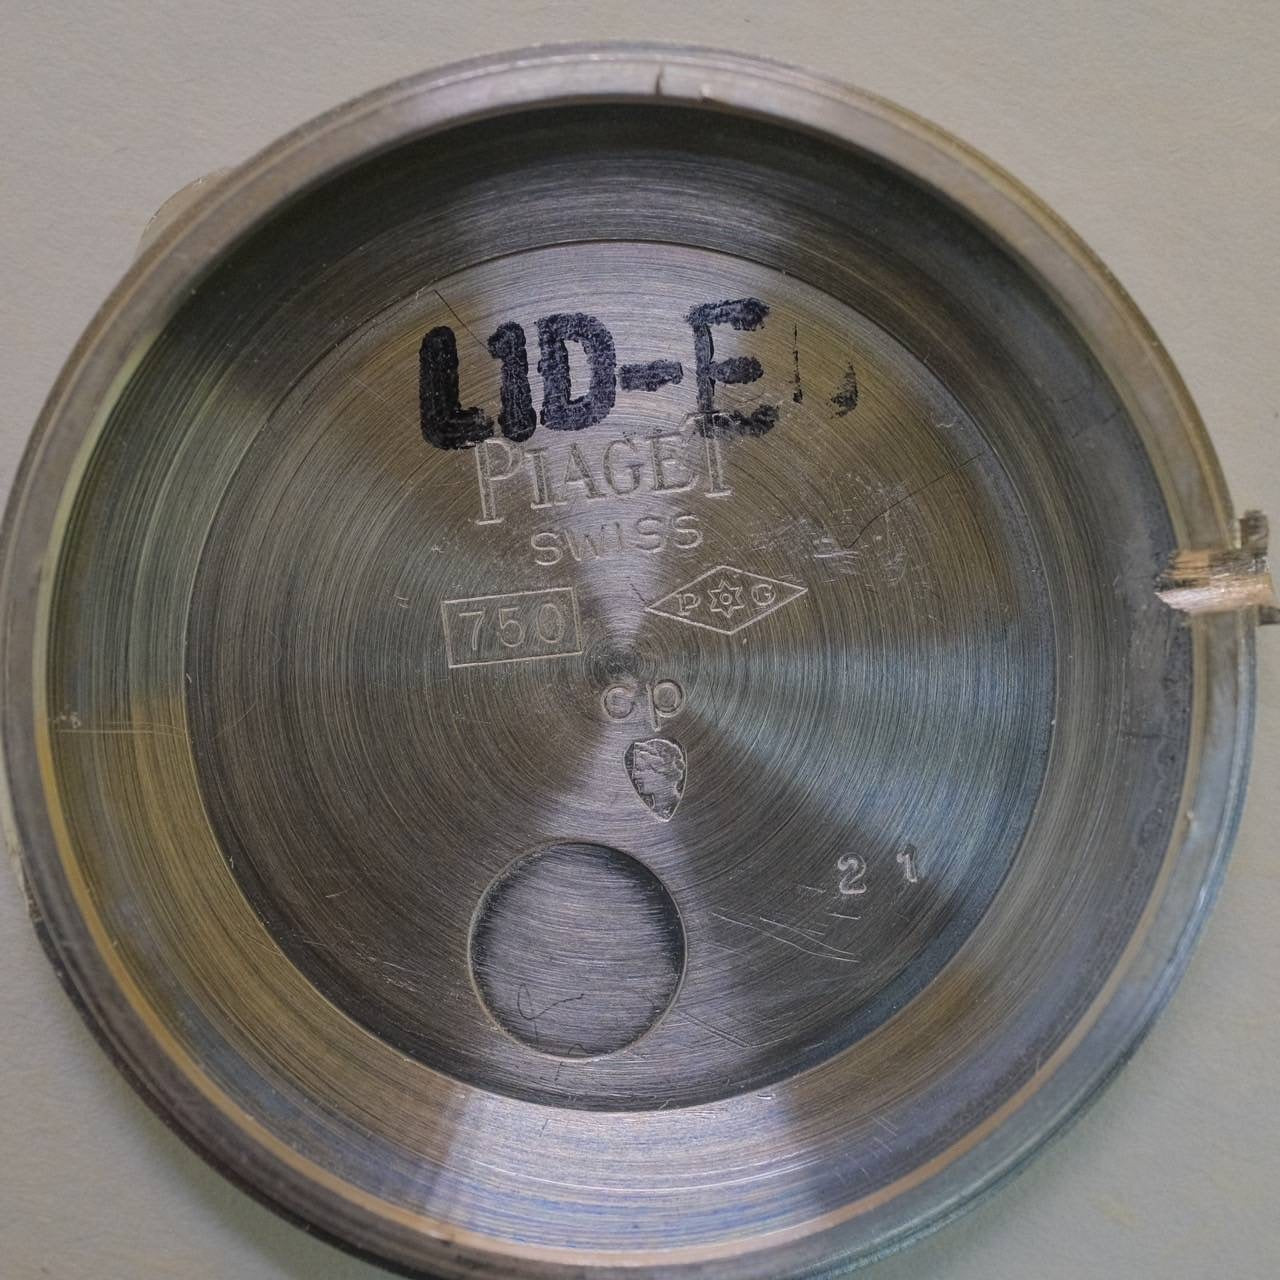 L1D-E
PIAGET
SWISS
750
P G
cp
21